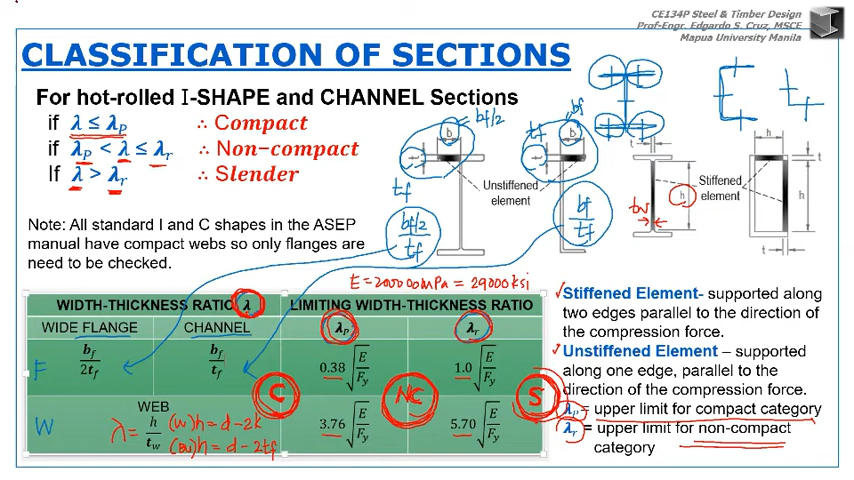 CE134P Steel & Timber Design
Prof-Engr. Edgardo S. Cruz, MSCE
Mapua University Manila
CLASSIFICATION OF SECTIONS
For hot-rolled I-SHAPE and CHANNEL Sections
if λ ≤ λP ∴ Compact
if λP < λ ≤ λr ∴ Non-compact
If λ > λr ∴ Slender
Note: All standard I and C shapes in the ASEP
manual have compact webs so only flanges are
need to be checked.
b
bf/2
t
tf
bf/2
tf
b
bf
t
tf
bf
tf
Unstiffened
element
h
tw
Stiffened
element
h
t
h
t
E=200000mPa = 29000ksi
WIDTH-THICKNESS RATIO λ
LIMITING WIDTH-THICKNESS RATIO
WIDE FLANGE CHANNEL λP λr
F bf/2tf bf/tf 0.38 √E/Fy 1.0 √E/Fy
C NC S
WEB
W λ = h/tw (W)h = d-2k 3.76 √E/Fy 5.70 √E/Fy
(BW)h = d-2tf
Stiffened Element- supported along
two edges parallel to the direction of
the compression force.
Unstiffened Element – supported
along one edge, parallel to the
direction of the compression force.
λP = upper limit for compact category
λr = upper limit for non-compact
category